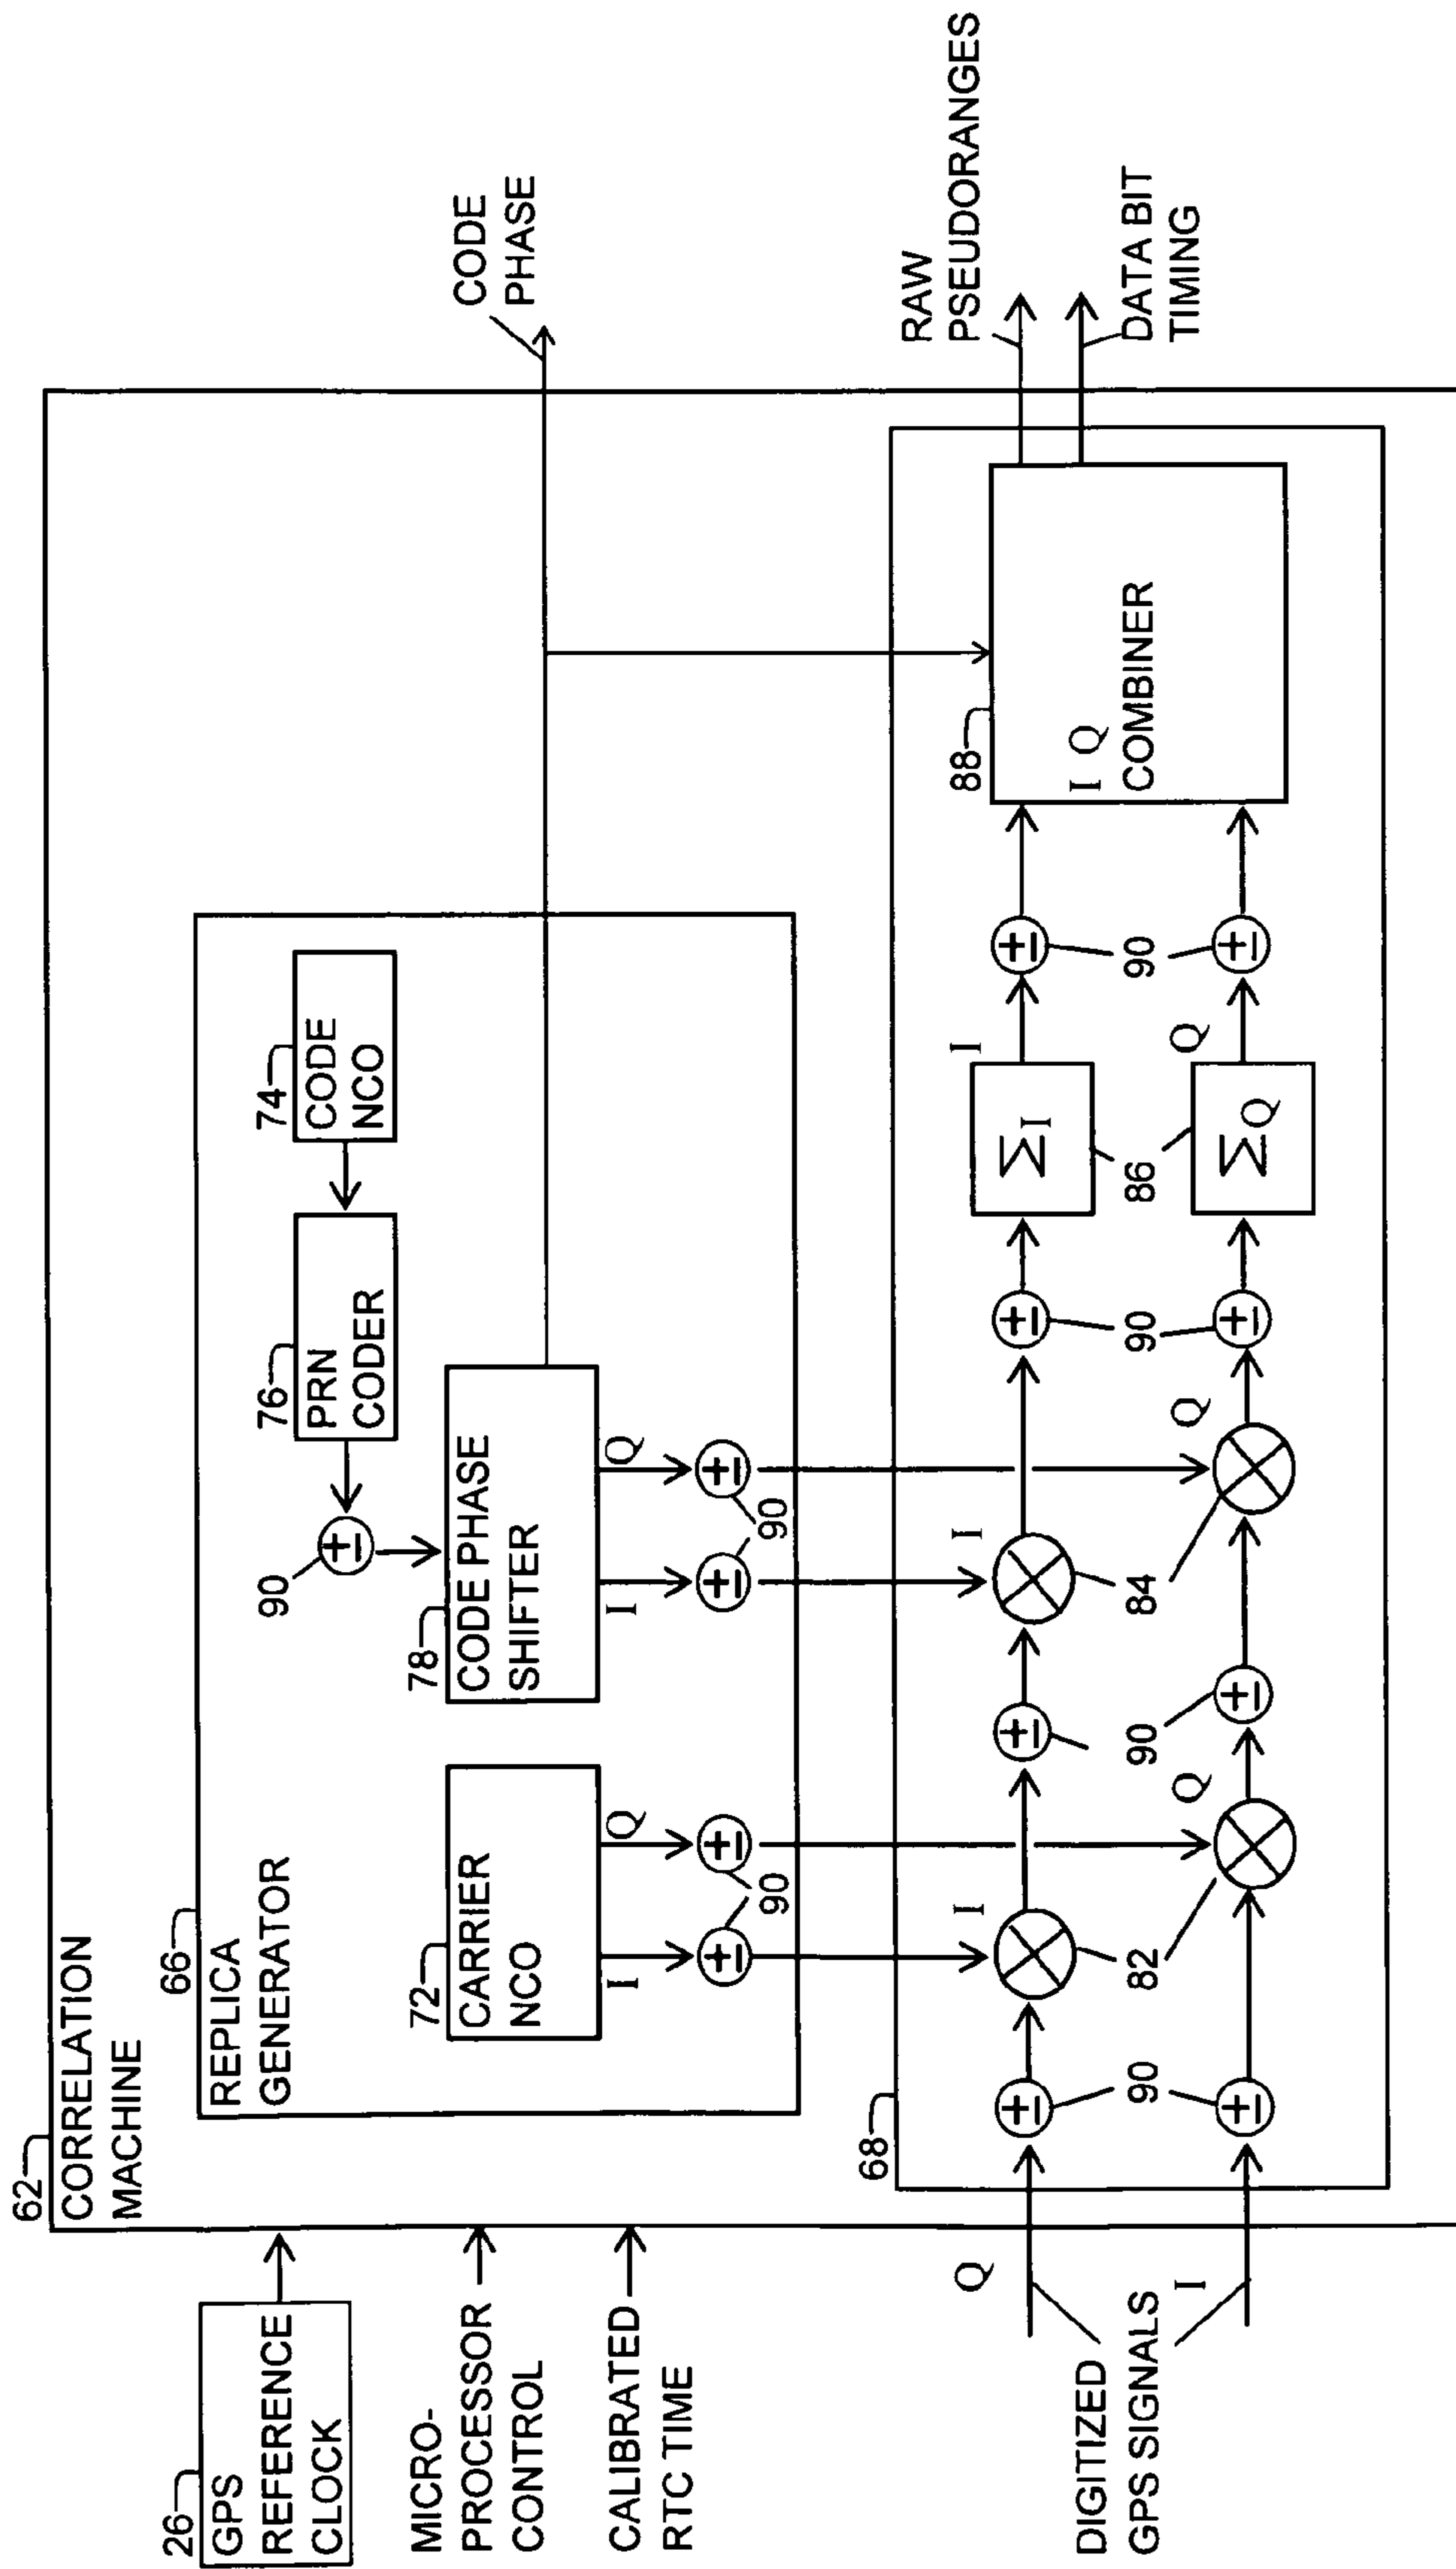 62
CORRELATION
MACHINE
66
REPLICA
GENERATOR
26
GPS
REFERENCE
CLOCK
MICRO-
PROCESSOR
CONTROL
CALIBRATED
RTC TIME
72
CARRIER
NCO
I
Q
±
±
90
74
CODE
NCO
76
PRN
CODER
90
±
78
CODE PHASE
SHIFTER
I
Q
±
±
90
CODE
PHASE
68
DIGITIZED
GPS SIGNALS
Q
I
±
±
90
I
Q
82
±
±
90
I
Q
84
±
±
90
Σ I
Σ Q
86
I
Q
±
±
90
88
I Q
COMBINER
RAW
PSEUDORANGES
DATA BIT
TIMING